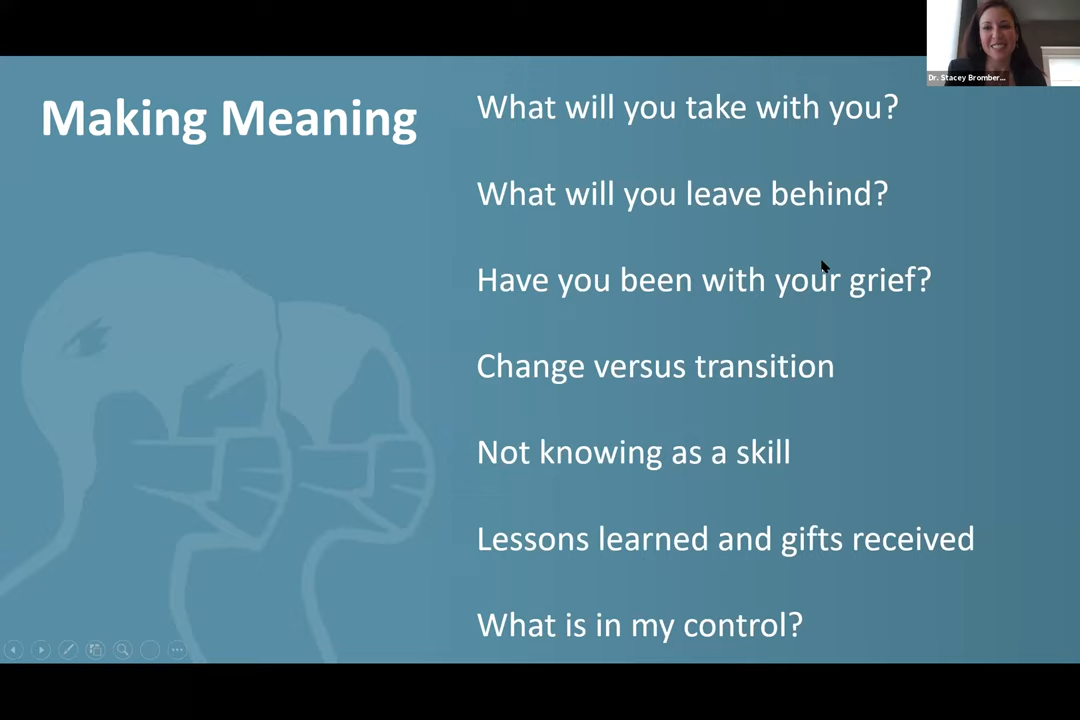 Dr. Stacey Bromber...
Making Meaning
What will you take with you?
What will you leave behind?
Have you been with your grief?
Change versus transition
Not knowing as a skill
Lessons learned and gifts received
What is in my control?